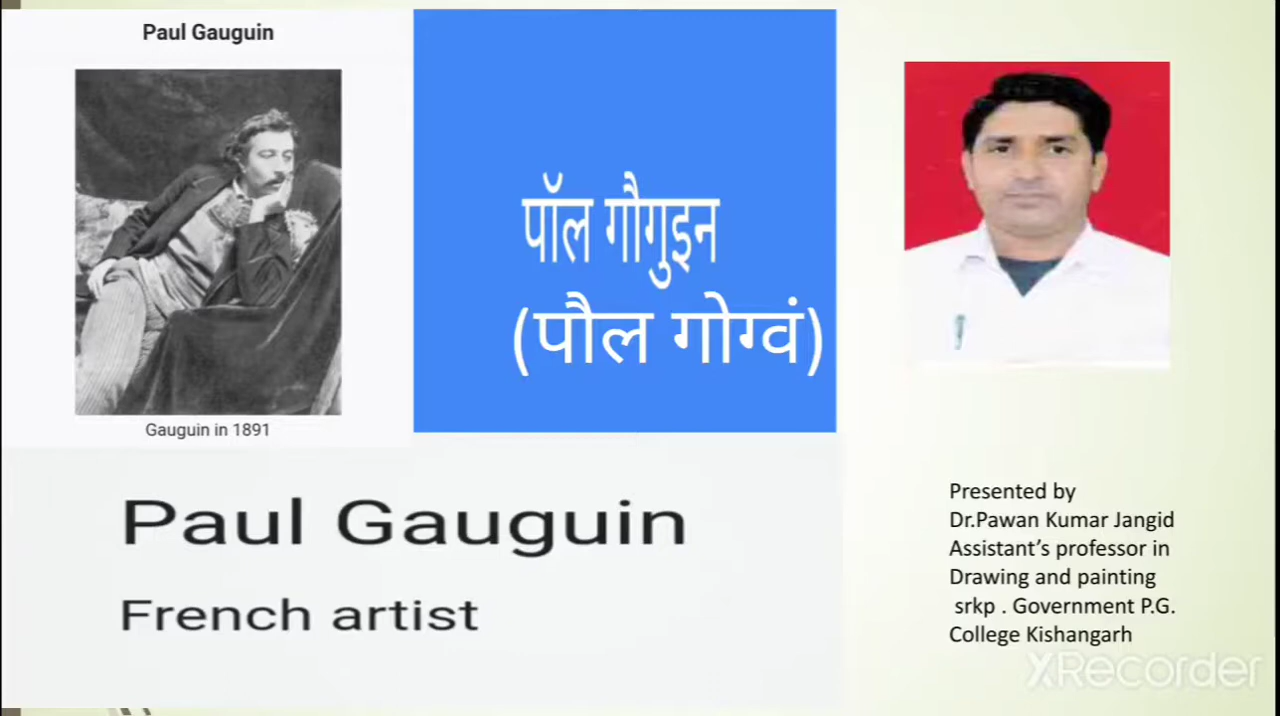 Paul Gauguin
Gauguin in 1891
पॉल गौगुइन
(पौल गोग्वं)
Paul Gauguin
French artist
Presented by
Dr.Pawan Kumar Jangid
Assistant’s professor in
Drawing and painting
srkp . Government P.G.
College Kishangarh
XRecorder